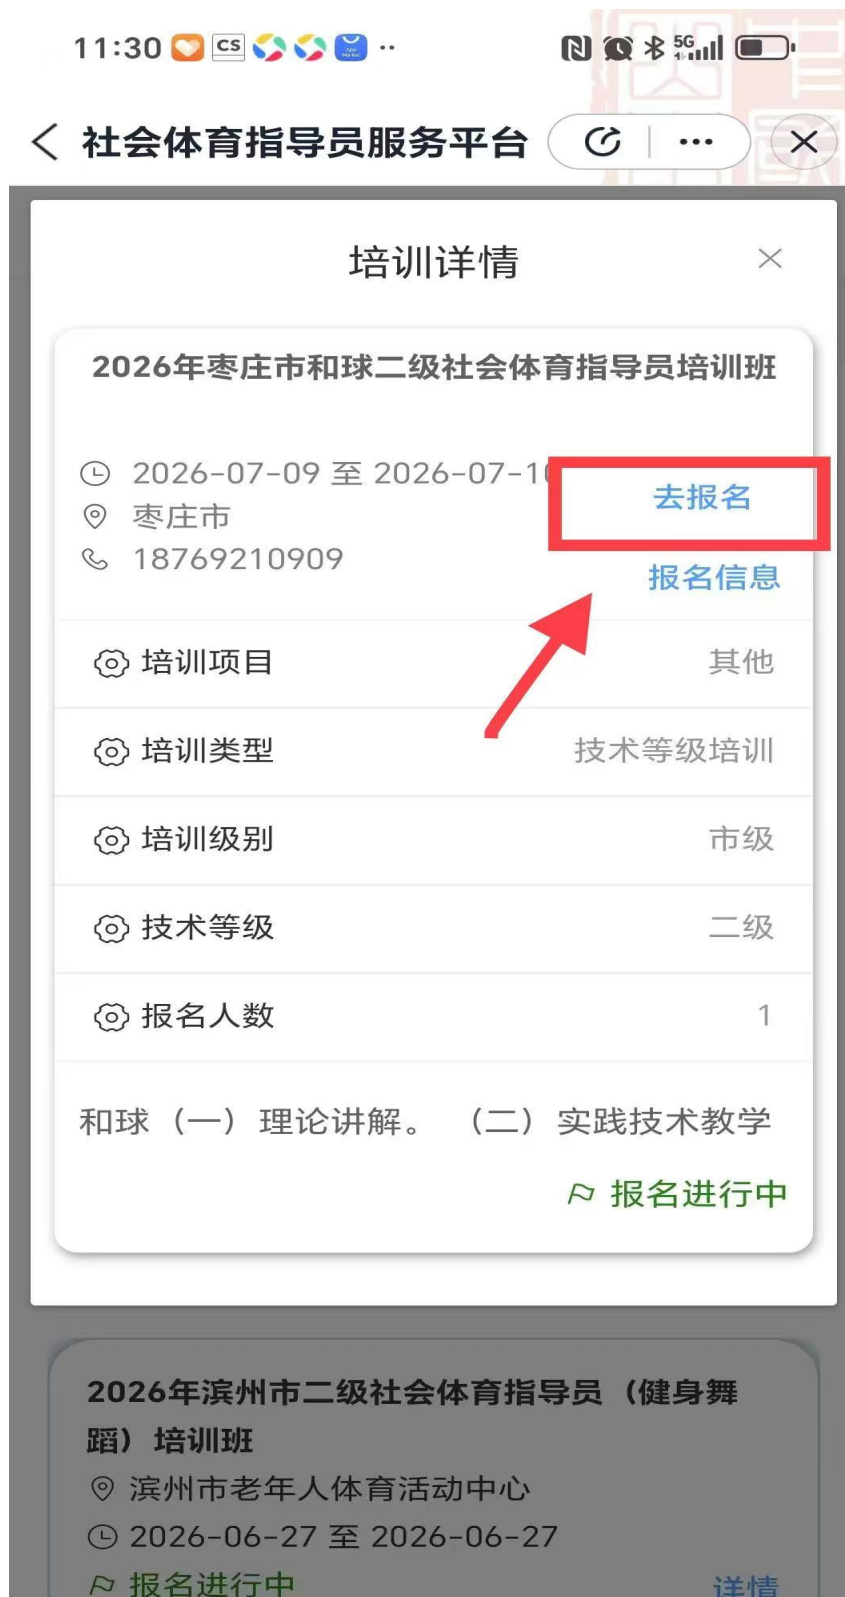 11:30 CS 5G
社会体育指导员服务平台
培训详情
2026年枣庄市和球二级社会体育指导员培训班
2026-07-09 至 2026-07-1
去报名
枣庄市
18769210909
报名信息
培训项目 其他
培训类型 技术等级培训
培训级别 市级
技术等级 二级
报名人数 1
和球（一）理论讲解。（二）实践技术教学
报名进行中
2026年滨州市二级社会体育指导员（健身舞
蹈）培训班
滨州市老年人体育活动中心
2026-06-27 至 2026-06-27
报名进行中 详情